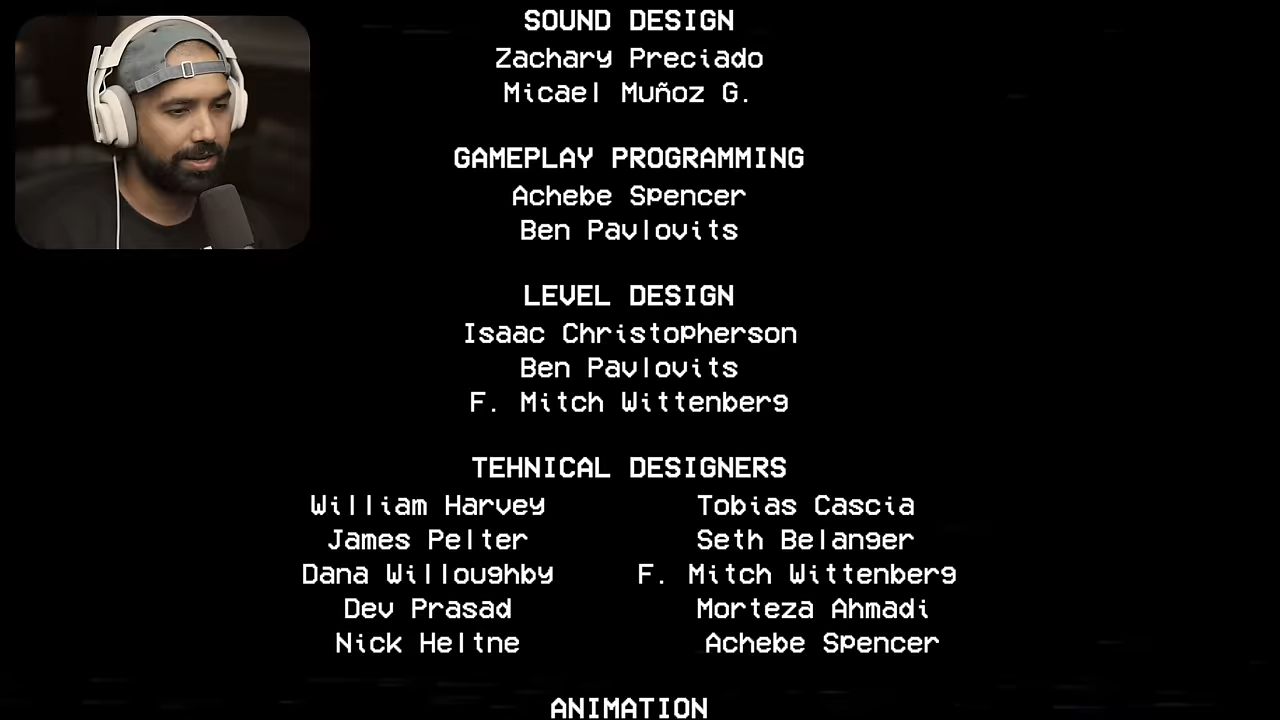 SOUND DESIGN
Zachary Preciado
Micael Muñoz G.
GAMEPLAY PROGRAMMING
Achebe Spencer
Ben Pavlovits
LEVEL DESIGN
Isaac Christopherson
Ben Pavlovits
F. Mitch Wittenberg
TEHNICAL DESIGNERS
William Harvey Tobias Cascia
James Pelter Seth Belanger
Dana Willoughby F. Mitch Wittenberg
Dev Prasad Morteza Ahmadi
Nick Heltne Achebe Spencer
ANIMATION